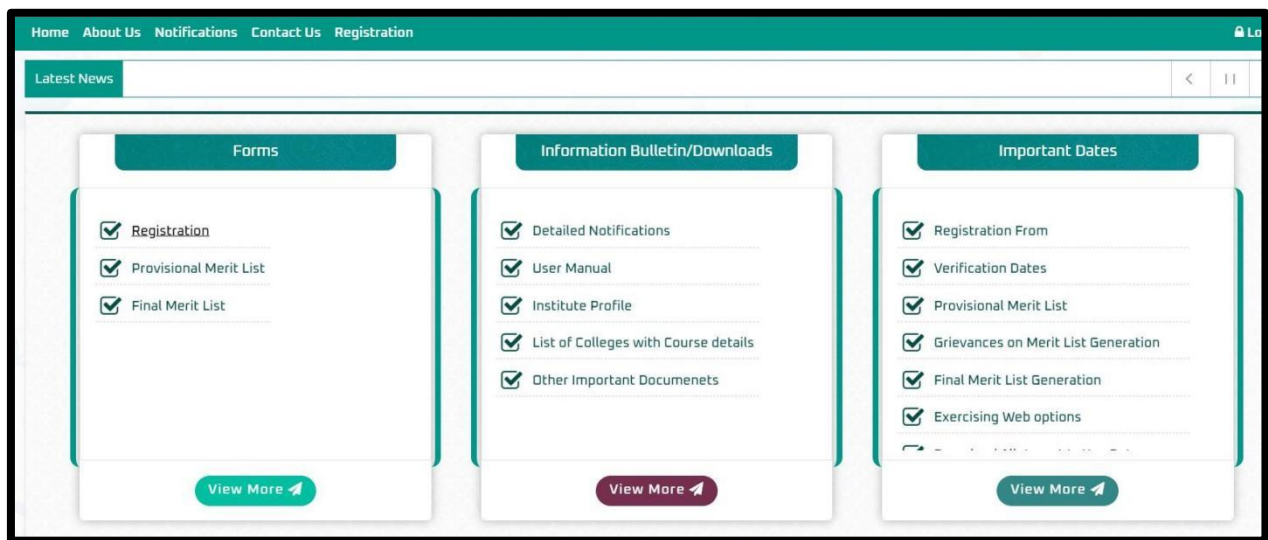 Home About Us Notifications Contact Us Registration
Latest News
Forms
Registration
Provisional Merit List
Final Merit List
View More
Information Bulletin/Downloads
Detailed Notifications
User Manual
Institute Profile
List of Colleges with Course details
Other Important Documenets
View More
Important Dates
Registration From
Verification Dates
Provisional Merit List
Grievances on Merit List Generation
Final Merit List Generation
Exercising Web options
View More